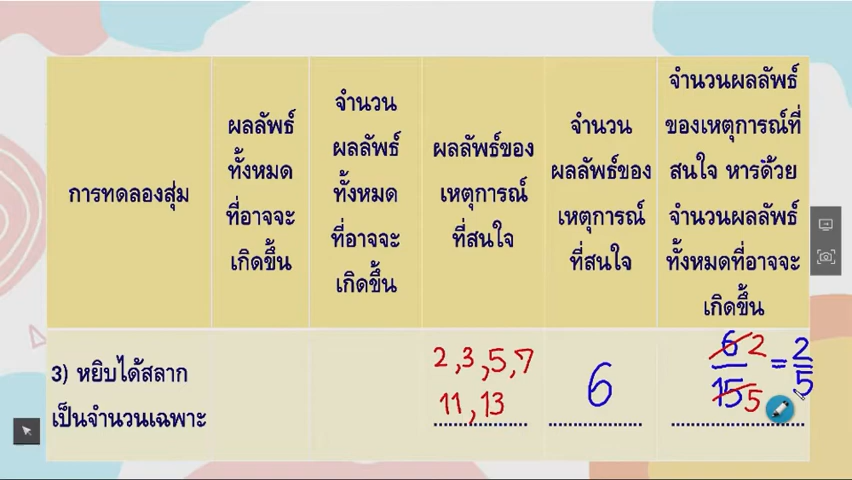 การทดลองสุ่ม
ผลลัพธ์
ทั้งหมด
ที่อาจจะ
เกิดขึ้น
จำนวน
ผลลัพธ์
ทั้งหมด
ที่อาจจะ
เกิดขึ้น
ผลลัพธ์ของ
เหตุการณ์
ที่สนใจ
จำนวน
ผลลัพธ์ของ
เหตุการณ์
ที่สนใจ
จำนวนผลลัพธ์
ของเหตุการณ์ที่
สนใจ หารด้วย
จำนวนผลลัพธ์
ทั้งหมดที่อาจจะ
เกิดขึ้น
3) หยิบได้สลาก
เป็นจำนวนเฉพาะ
2,3,5,7
11,13
6
6 2
15 5
= 2
5